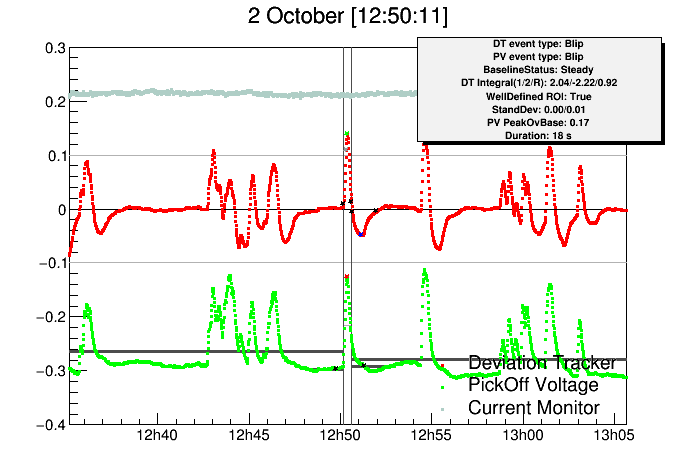 2 October [12:50:11]
DT event type: Blip
PV event type: Blip
BaselineStatus: Steady
DT Integral(1/2/R): 2.04/-2.22/0.92
WellDefined ROI: True
StandDev: 0.00/0.01
PV PeakOvBase: 0.17
Duration: 18 s
0.3
0.2
0.1
0
−0.1
−0.2
−0.3
−0.4
Deviation Tracker
PickOff Voltage
Current Monitor
12h40
12h45
12h50
12h55
13h00
13h05